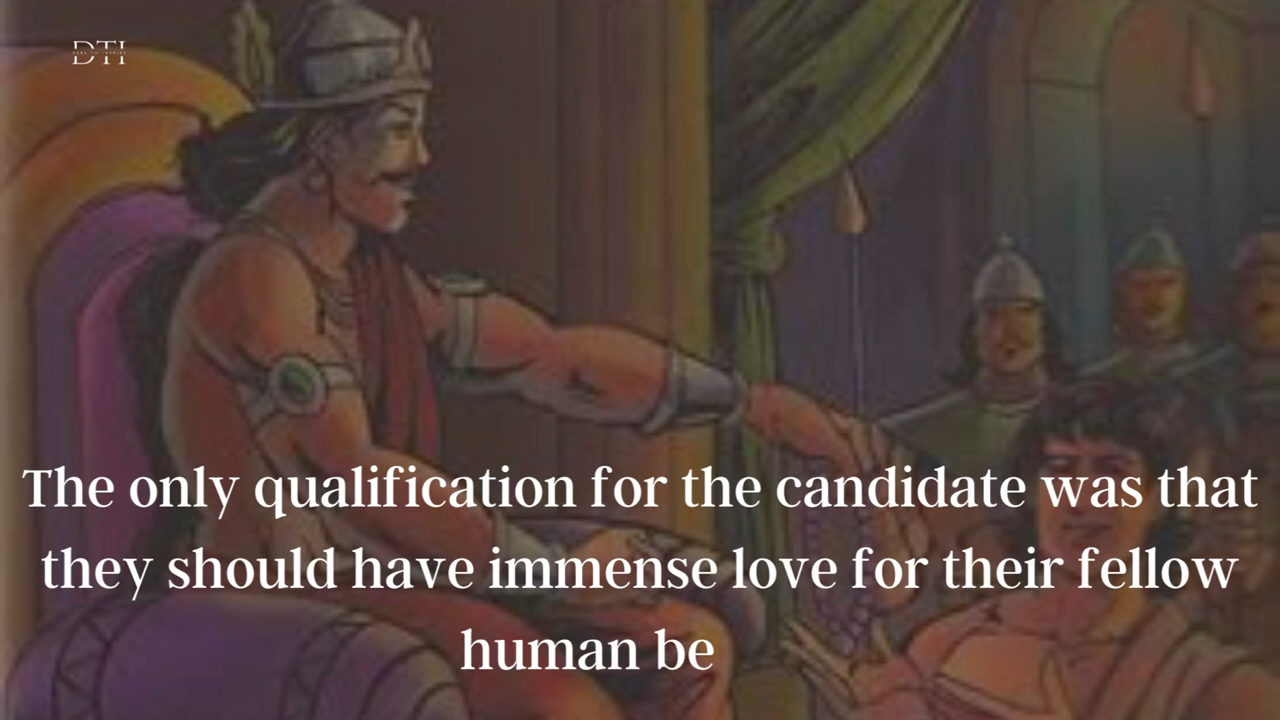 DTI
The only qualification for the candidate was that
they should have immense love for their fellow
human be